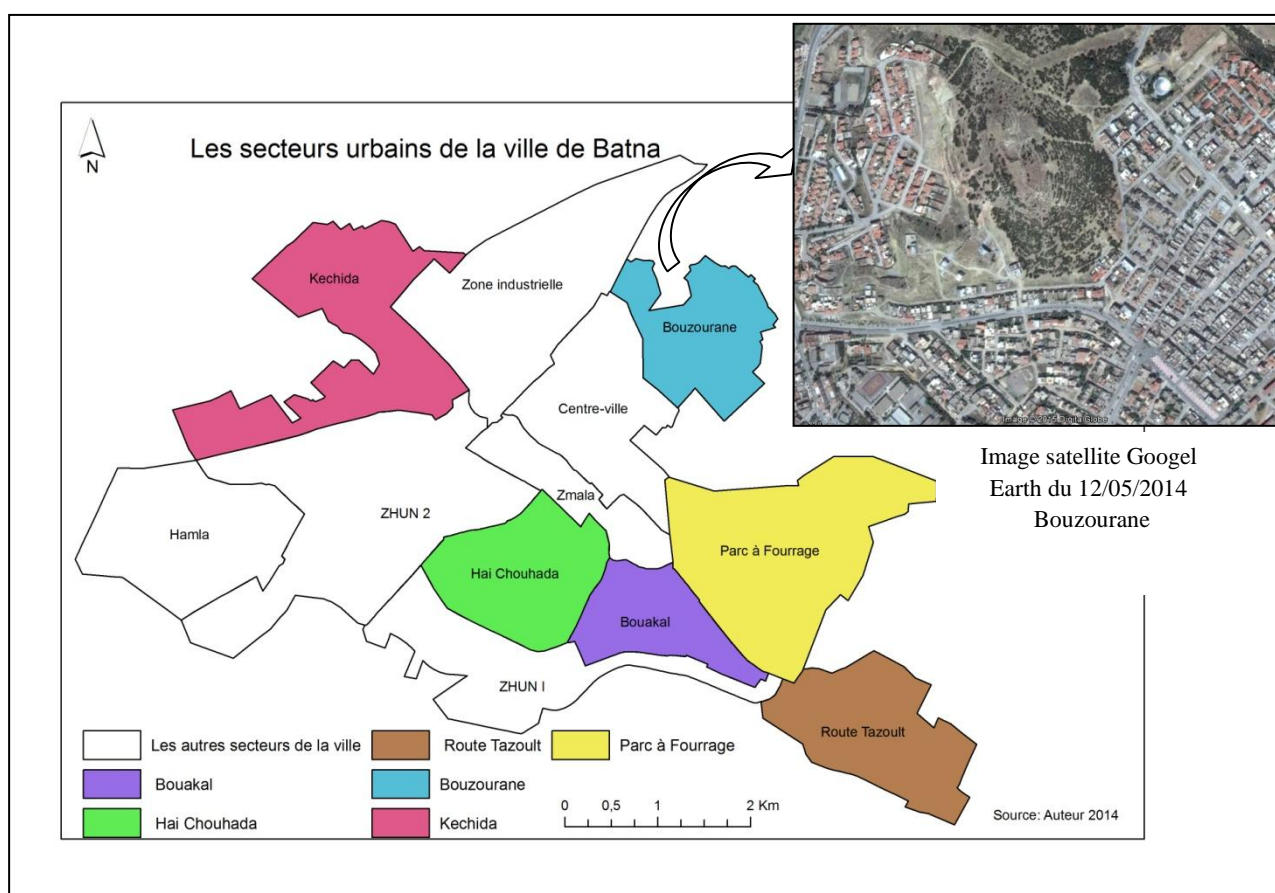 Les secteurs urbains de la ville de Batna
N
Kechida
Zone industrielle
Bouzourane
Centre-ville
Zmala
ZHUN 2
Hamla
Hai Chouhada
Parc à Fourrage
Bouakal
ZHUN I
Route Tazoult
Image © 2015 DigitalGlobe
Image satellite Googel
Earth du 12/05/2014
Bouzourane
Les autres secteurs de la ville
Route Tazoult
Parc à Fourrage
Bouakal
Bouzourane
Hai Chouhada
Kechida
0 0,5 1 2 Km
Source: Auteur 2014